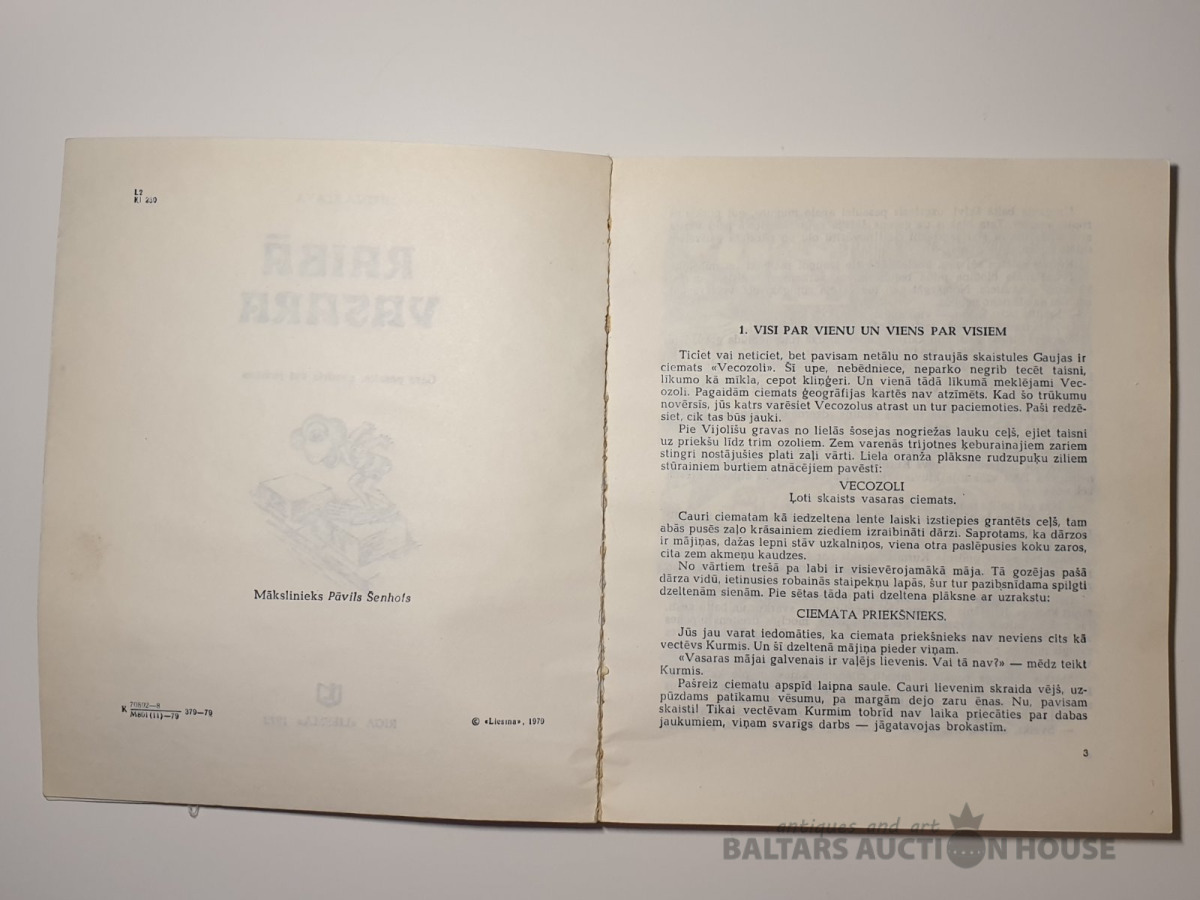 L2
Kl 230
Mākslinieks Pāvils Šenhofs
K 70802—8 379—79
M801(11)—79
© «Liesma», 1979
1. VISI PAR VIENU UN VIENS PAR VISIEM
Ticiet vai neticiet, bet pavisam netālu no straujās skaistules Gaujas ir
ciemats «Vecozoli». Šī upe, nebēdniece, neparko negrib tecēt taisni,
līkumo kā mīkla, cepot kliņģeri. Un vienā tādā līkumā meklējami Vec-
ozoli. Pagaidām ciemats ģeogrāfijas kartēs nav atzīmēts. Kad šo trūkumu
novērsīs, jūs katrs varēsiet Vecozolus atrast un tur paciemoties. Paši redzē-
siet, cik tas būs jauki.
Pie Vijolīšu gravas no lielās šosejas nogriežas lauku ceļš, ejiet taisni
uz priekšu līdz trim ozoliem. Zem varenās trijotnes ķeburainajiem zariem
stingri nostājušies plati zaļi vārti. Liela oranža plāksne rudzupuķu ziliem
stūrainiem burtiem atnācējiem pavēstī:
VECOZOLI
Ļoti skaists vasaras ciemats.
Cauri ciematam kā iedzeltena lente laiski izstiepies grantēts ceļš, tam
abās pusēs zaļo krāsainiem ziediem izraibināti dārzi. Saprotams, ka dārzos
ir mājiņas, dažas lepni stāv uzkalniņos, viena otra paslēpusies koku zaros,
cita zem akmeņu kaudzes.
No vārtiem trešā pa labi ir visievērojamākā māja. Tā gozējas pašā
dārza vidū, ietinusies robainās staipekņu lapās, šur tur pazibsnīdama spilgti
dzeltenām sienām. Pie sētas tāda pati dzeltena plāksne ar uzrakstu:
CIEMATA PRIEKŠNIEKS.
Jūs jau varat iedomāties, ka ciemata priekšnieks nav neviens cits kā
vectēvs Kurmis. Un šī dzeltenā mājiņa pieder viņam.
«Vasaras mājai galvenais ir vaļējs lievenis. Vai tā nav?» — mēdz teikt
Kurmis.
Pašreiz ciematu apspīd laipna saule. Cauri lievenim skraida vējš, uz-
pūzdams patīkamu vēsumu, pa margām dejo zaru ēnas. Nu, pavisam
skaisti! Tikai vectēvam Kurmim tobrīd nav laika priecāties par dabas
jaukumiem, viņam svarīgs darbs — jāgatavojas brokastīm.
3
antiques and art
BALTARS AUCTION HOUSE